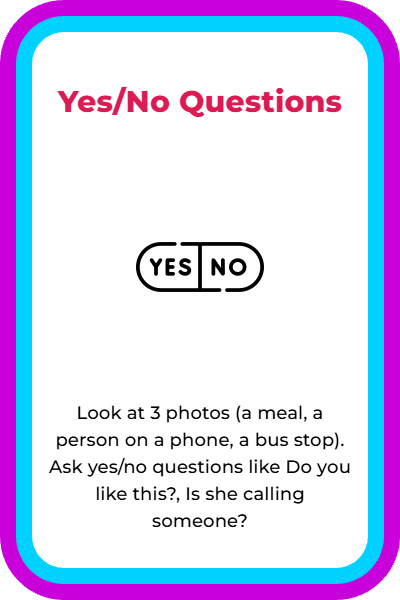 Yes/No Questions
YES NO
Look at 3 photos (a meal, a
person on a phone, a bus stop).
Ask yes/no questions like Do you
like this?, Is she calling
someone?